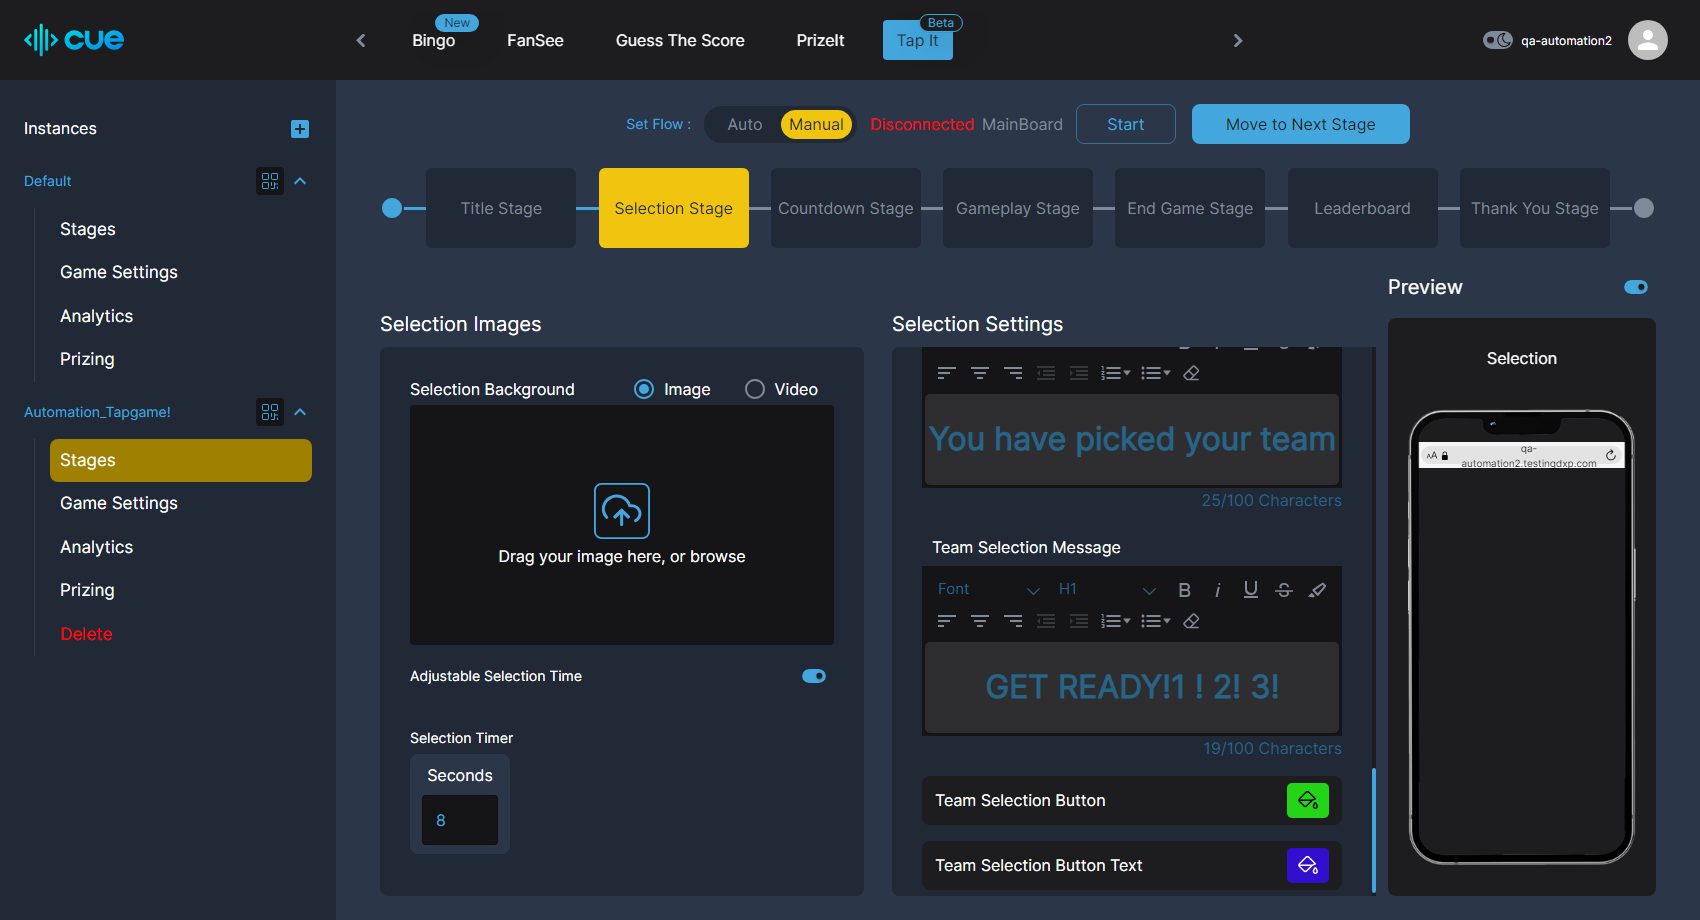 cue
Bingo
New
FanSee
Guess The Score
PrizeIt
Tap It
Beta
qa-automation2
Instances
Default
Stages
Game Settings
Analytics
Prizing
Automation_Tapgame!
Stages
Game Settings
Analytics
Prizing
Delete
Set Flow :
Auto
Manual
Disconnected MainBoard
Start
Move to Next Stage
Title Stage
Selection Stage
Countdown Stage
Gameplay Stage
End Game Stage
Leaderboard
Thank You Stage
Selection Images
Selection Background
Image
Video
Drag your image here, or browse
Adjustable Selection Time
Selection Timer
Seconds
8
Selection Settings
You have picked your team
25/100 Characters
Team Selection Message
Font
H1
B i U S
GET READY!1 ! 2! 3!
19/100 Characters
Team Selection Button
Team Selection Button Text
Preview
Selection
AA
qa-
automation2.testingdxp.com